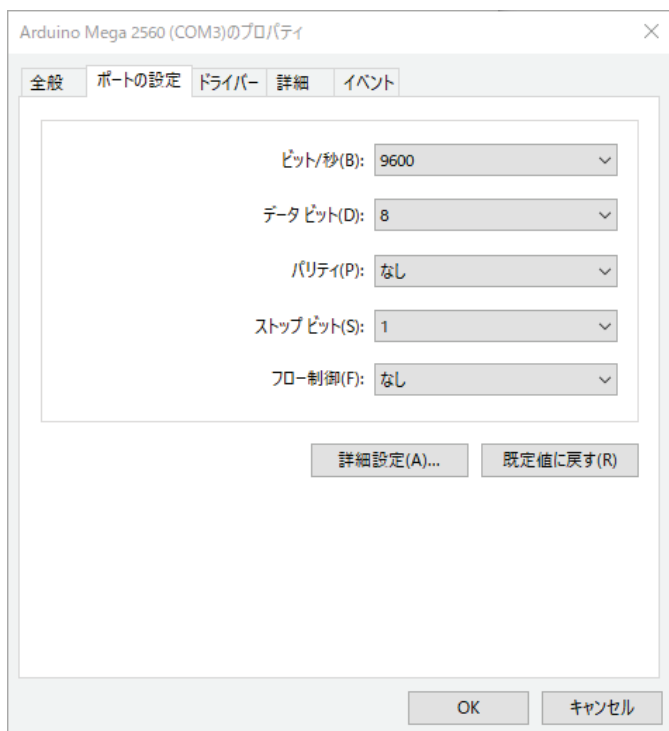 Arduino Mega 2560 (COM3)のプロパティ
全般 ポートの設定 ドライバー 詳細 イベント
ビット/秒(B): 9600
データ ビット(D): 8
パリティ(P): なし
ストップ ビット(S): 1
フロー制御(F): なし
詳細設定(A)... 既定値に戻す(R)
OK キャンセル